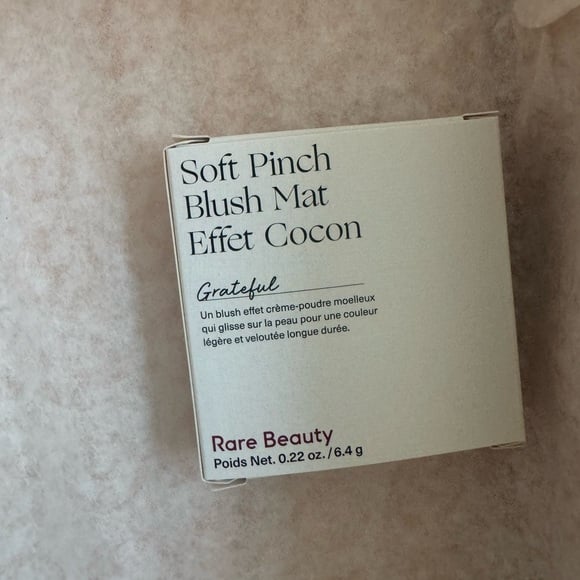 Soft Pinch
Blush Mat
Effet Cocon
Grateful
Un blush effet crème-poudre moelleux
qui glisse sur la peau pour une couleur
légère et veloutée longue durée.
Rare Beauty
Poids Net. 0.22 oz. / 6.4 g